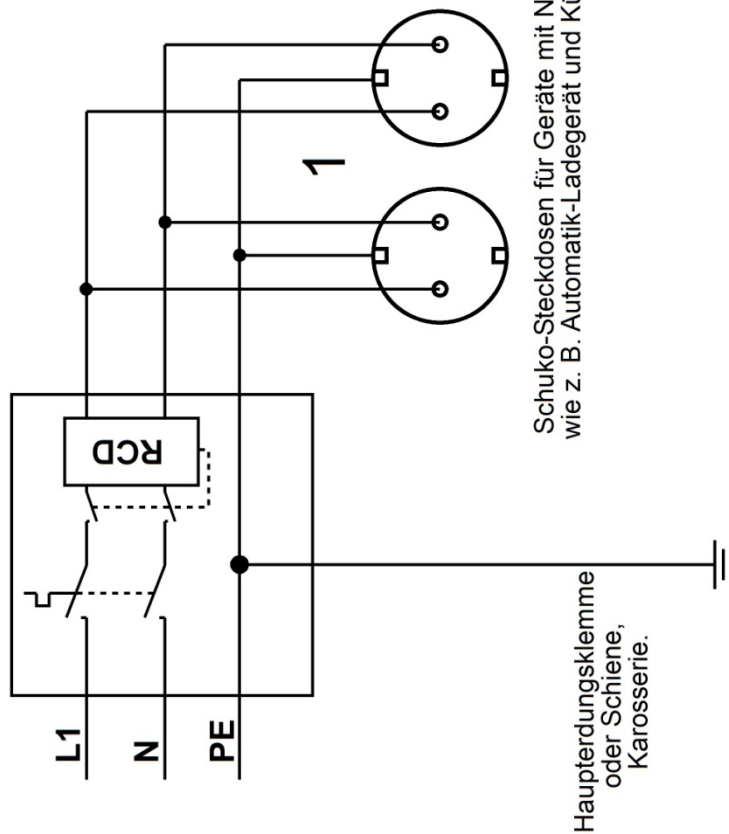 L1
N
PE
RCD
1
Schuko-Steckdosen für Geräte mit
wie z. B. Automatik-Ladegerät und
Haupterdungsklemme
oder Schiene,
Karosserie.